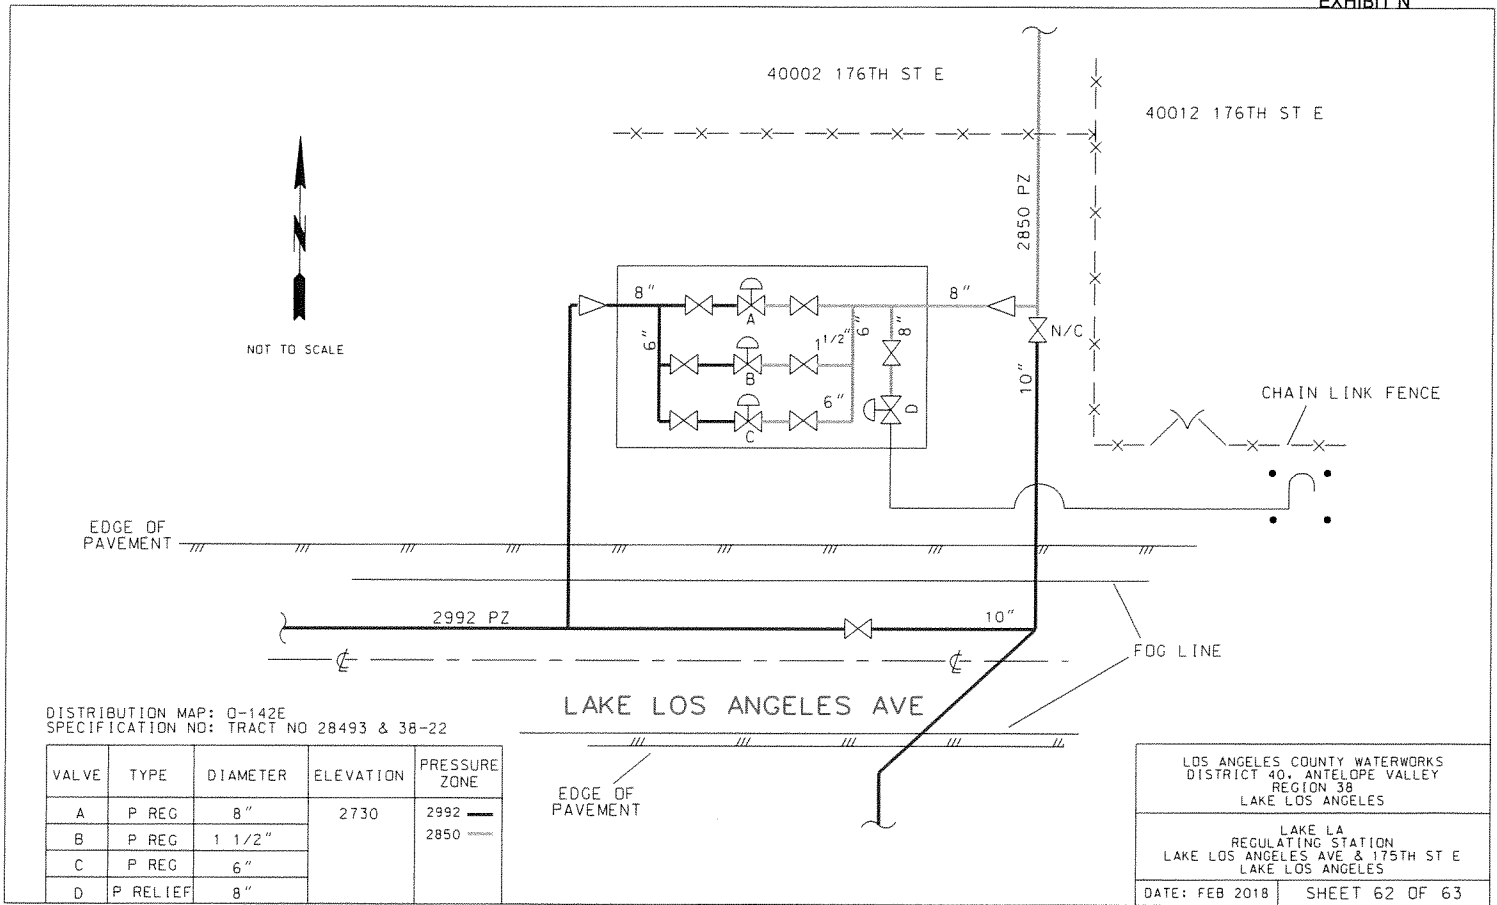 EXHIBIT N
40002 176TH ST E
40012 176TH ST E
2850 PZ
N
NOT TO SCALE
8"
8"
A
6"
1 1/2"
6"
8"
N/C
B
10"
6"
C
D
CHAIN LINK FENCE
EDGE OF
PAVEMENT
2992 PZ
10"
FOG LINE
LAKE LOS ANGELES AVE
DISTRIBUTION MAP: O-142E
SPECIFICATION NO: TRACT NO 28493 & 38-22
VALVE TYPE DIAMETER ELEVATION PRESSURE ZONE
A P REG 8" 2730 2992
B P REG 1 1/2" 2850
C P REG 6"
D P RELIEF 8"
EDGE OF
PAVEMENT
LOS ANGELES COUNTY WATERWORKS
DISTRICT 40, ANTELOPE VALLEY
REGION 38
LAKE LOS ANGELES
LAKE LA
REGULATING STATION
LAKE LOS ANGELES AVE & 175TH ST E
LAKE LOS ANGELES
DATE: FEB 2018 SHEET 62 OF 63